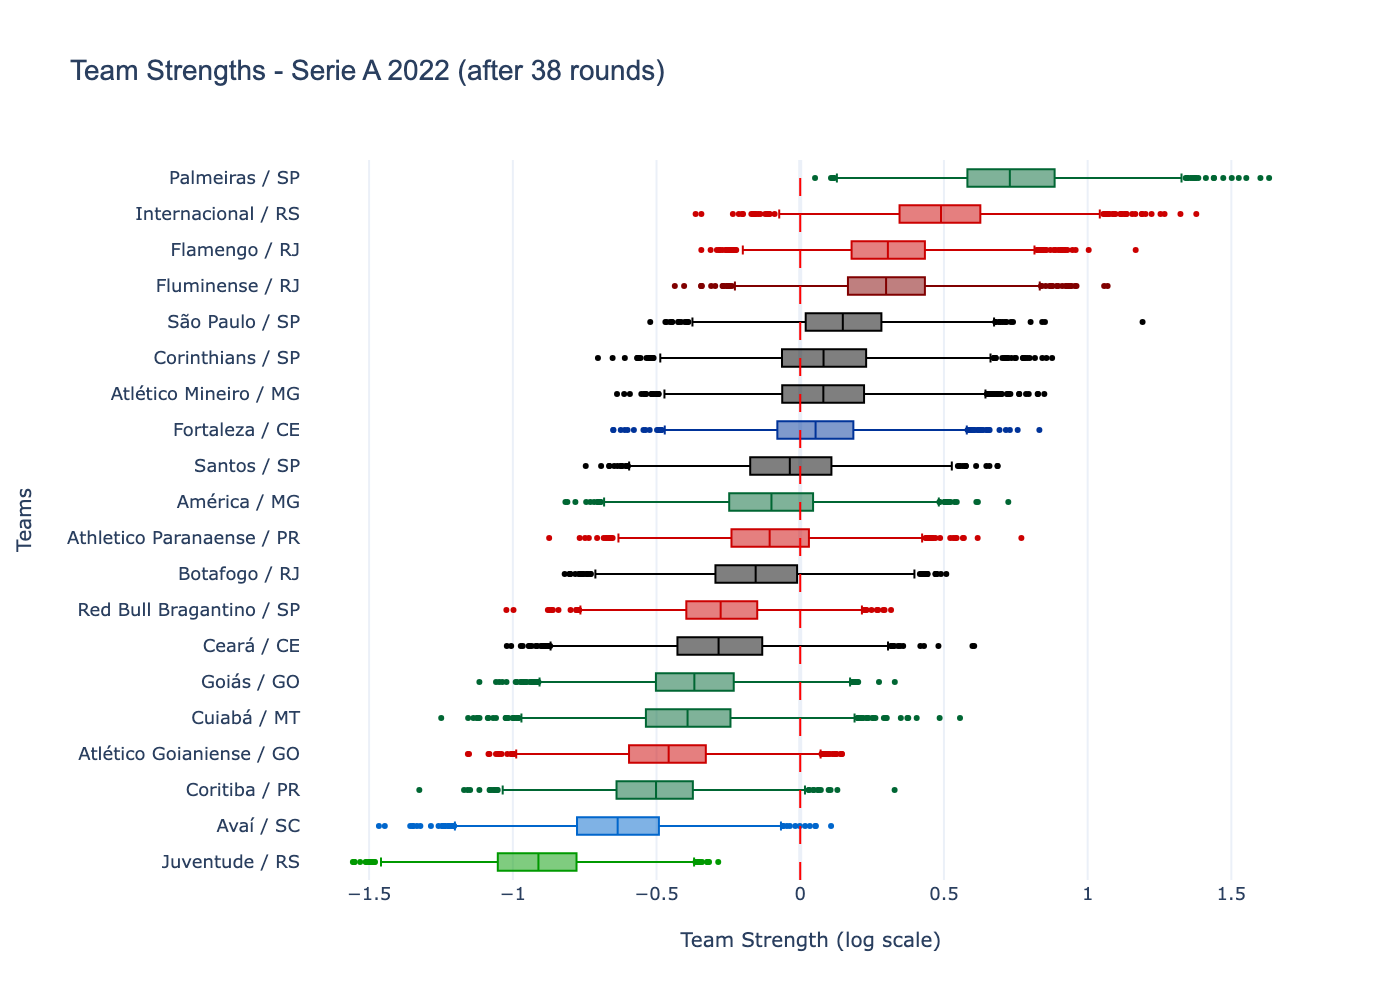 Team Strengths - Serie A 2022 (after 38 rounds)
Palmeiras / SP
Internacional / RS
Flamengo / RJ
Fluminense / RJ
São Paulo / SP
Corinthians / SP
Atlético Mineiro / MG
Fortaleza / CE
Santos / SP
América / MG
Athletico Paranaense / PR
Botafogo / RJ
Red Bull Bragantino / SP
Ceará / CE
Goiás / GO
Cuiabá / MT
Atlético Goianiense / GO
Coritiba / PR
Avaí / SC
Juventude / RS
Teams
−1.5 −1 −0.5 0 0.5 1 1.5
Team Strength (log scale)